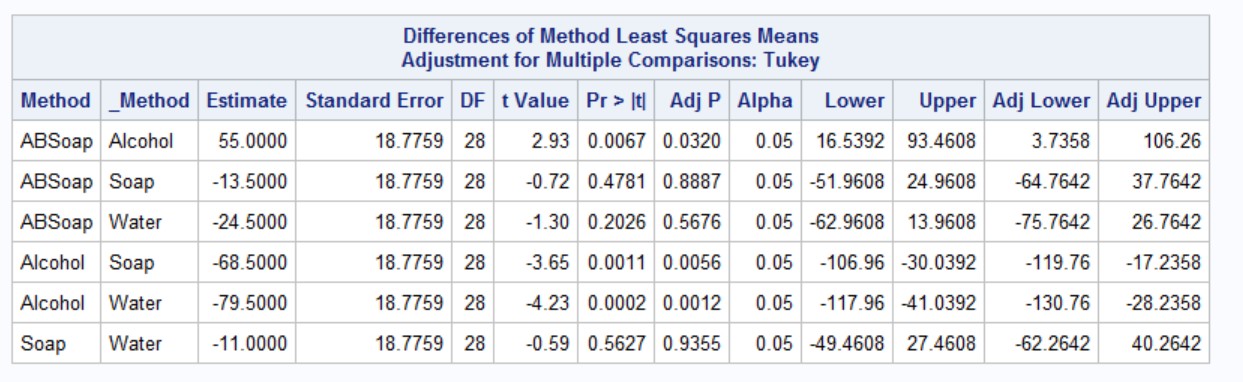 Differences of Method Least Squares Means
Adjustment for Multiple Comparisons: Tukey
Method _Method Estimate Standard Error DF t Value Pr > |t| Adj P Alpha Lower Upper Adj Lower Adj Upper
ABSoap Alcohol 55.0000 18.7759 28 2.93 0.0067 0.0320 0.05 16.5392 93.4608 3.7358 106.26
ABSoap Soap -13.5000 18.7759 28 -0.72 0.4781 0.8887 0.05 -51.9608 24.9608 -64.7642 37.7642
ABSoap Water -24.5000 18.7759 28 -1.30 0.2026 0.5676 0.05 -62.9608 13.9608 -75.7642 26.7642
Alcohol Soap -68.5000 18.7759 28 -3.65 0.0011 0.0056 0.05 -106.96 -30.0392 -119.76 -17.2358
Alcohol Water -79.5000 18.7759 28 -4.23 0.0002 0.0012 0.05 -117.96 -41.0392 -130.76 -28.2358
Soap Water -11.0000 18.7759 28 -0.59 0.5627 0.9355 0.05 -49.4608 27.4608 -62.2642 40.2642